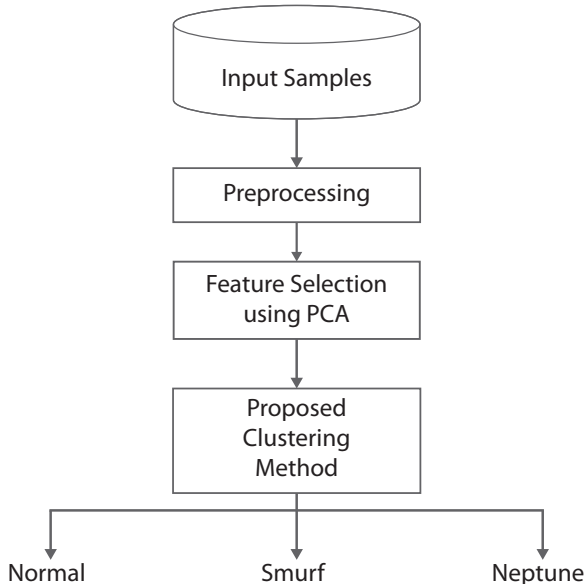 Input Samples
Preprocessing
Feature Selection
using PCA
Proposed
Clustering
Method
Normal
Smurf
Neptune